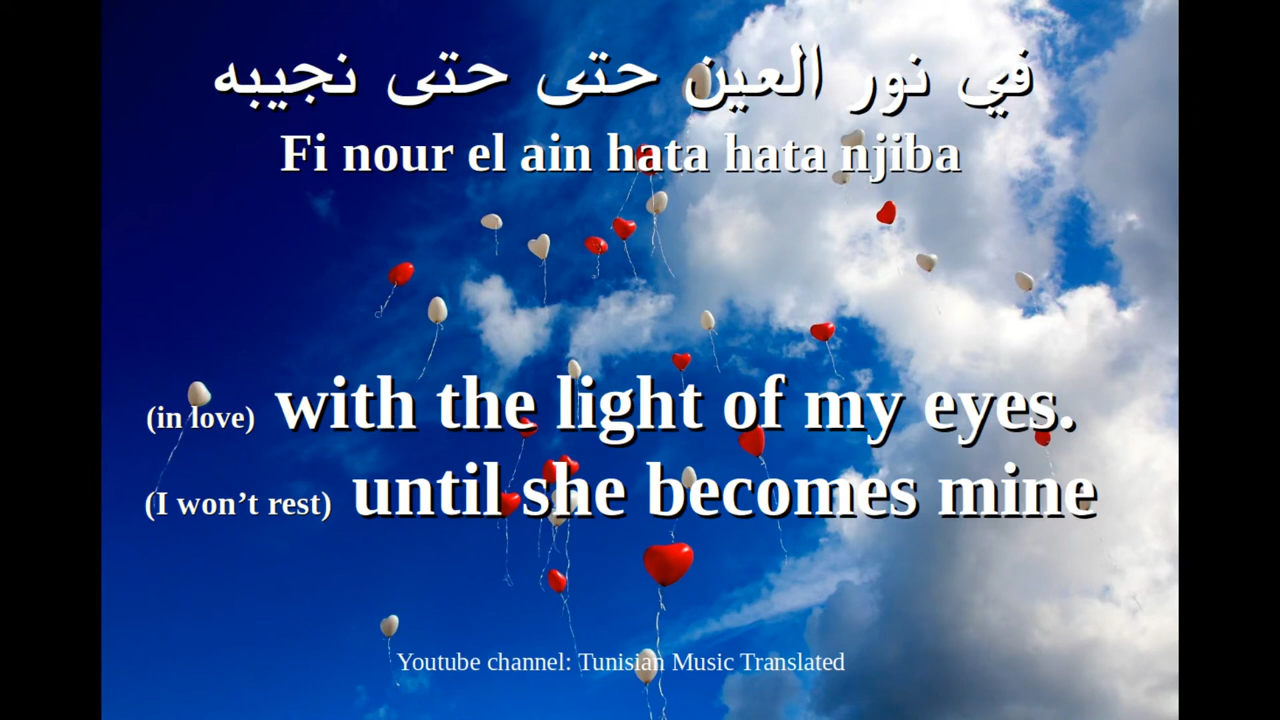 في نور العين حتى حتى نجيبه
Fi nour el ain hata hata njiba
(in love) with the light of my eyes.
(I won’t rest) until she becomes mine
Youtube channel: Tunisian Music Translated